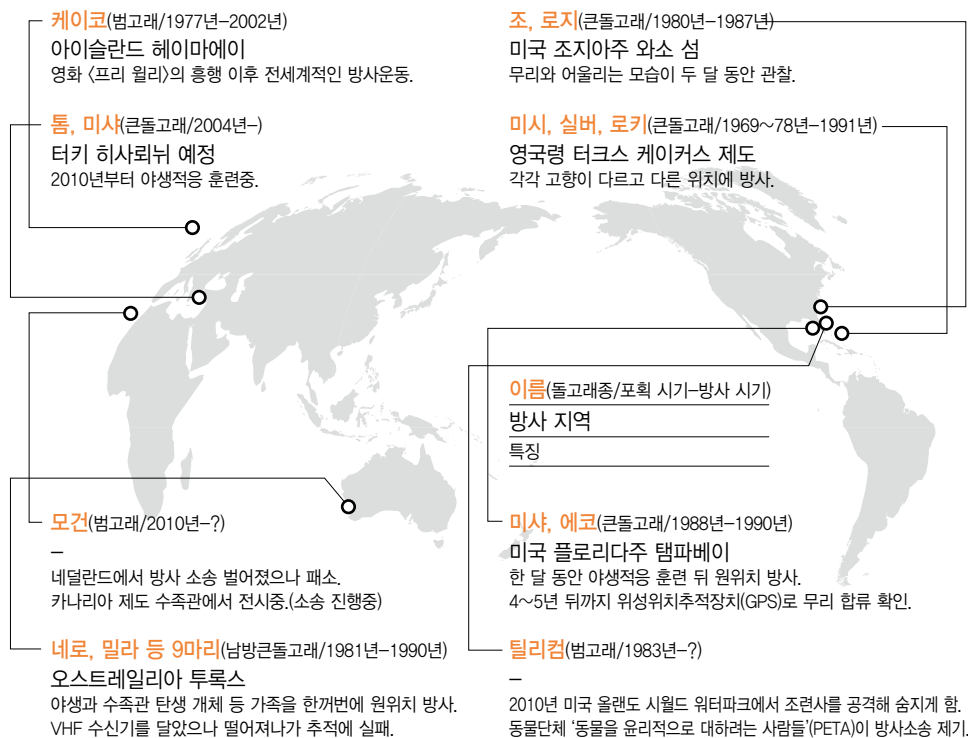 케이코(범고래/1977년-2002년)
아이슬란드 헤이마에이
영화 〈프리 윌리〉의 흥행 이후 전세계적인 방사운동.
톰, 미샤(큰돌고래/2004년-)
터키 히사뢰뉘 예정
2010년부터 야생적응 훈련중.
조, 로지(큰돌고래/1980년-1987년)
미국 조지아주 와소 섬
무리와 어울리는 모습이 두 달 동안 관찰.
미시, 실버, 로키(큰돌고래/1969~78년-1991년)
영국령 터크스 케이커스 제도
각각 고향이 다르고 다른 위치에 방사.
이름(돌고래종/포획 시기-방사 시기)
방사 지역
특징
모건(범고래/2010년-?)
–
네덜란드에서 방사 소송 벌어졌으나 패소.
카나리아 제도 수족관에서 전시중.(소송 진행중)
네로, 밀라 등 9마리(남방큰돌고래/1981년-1990년)
오스트레일리아 투록스
야생과 수족관 탄생 개체 등 가족을 한꺼번에 원위치 방사.
VHF 수신기를 달았으나 떨어져나가 추적에 실패.
미샤, 에코(큰돌고래/1988년-1990년)
미국 플로리다주 탬파베이
한 달 동안 야생적응 훈련 뒤 원위치 방사.
4~5년 뒤까지 위성위치추적장치(GPS)로 무리 합류 확인.
틸리컴(범고래/1983년-?)
–
2010년 미국 올랜도 시월드 워터파크에서 조련사를 공격해 숨지게 함.
동물단체 '동물을 윤리적으로 대하려는 사람들'(PETA)이 방사소송 제기.